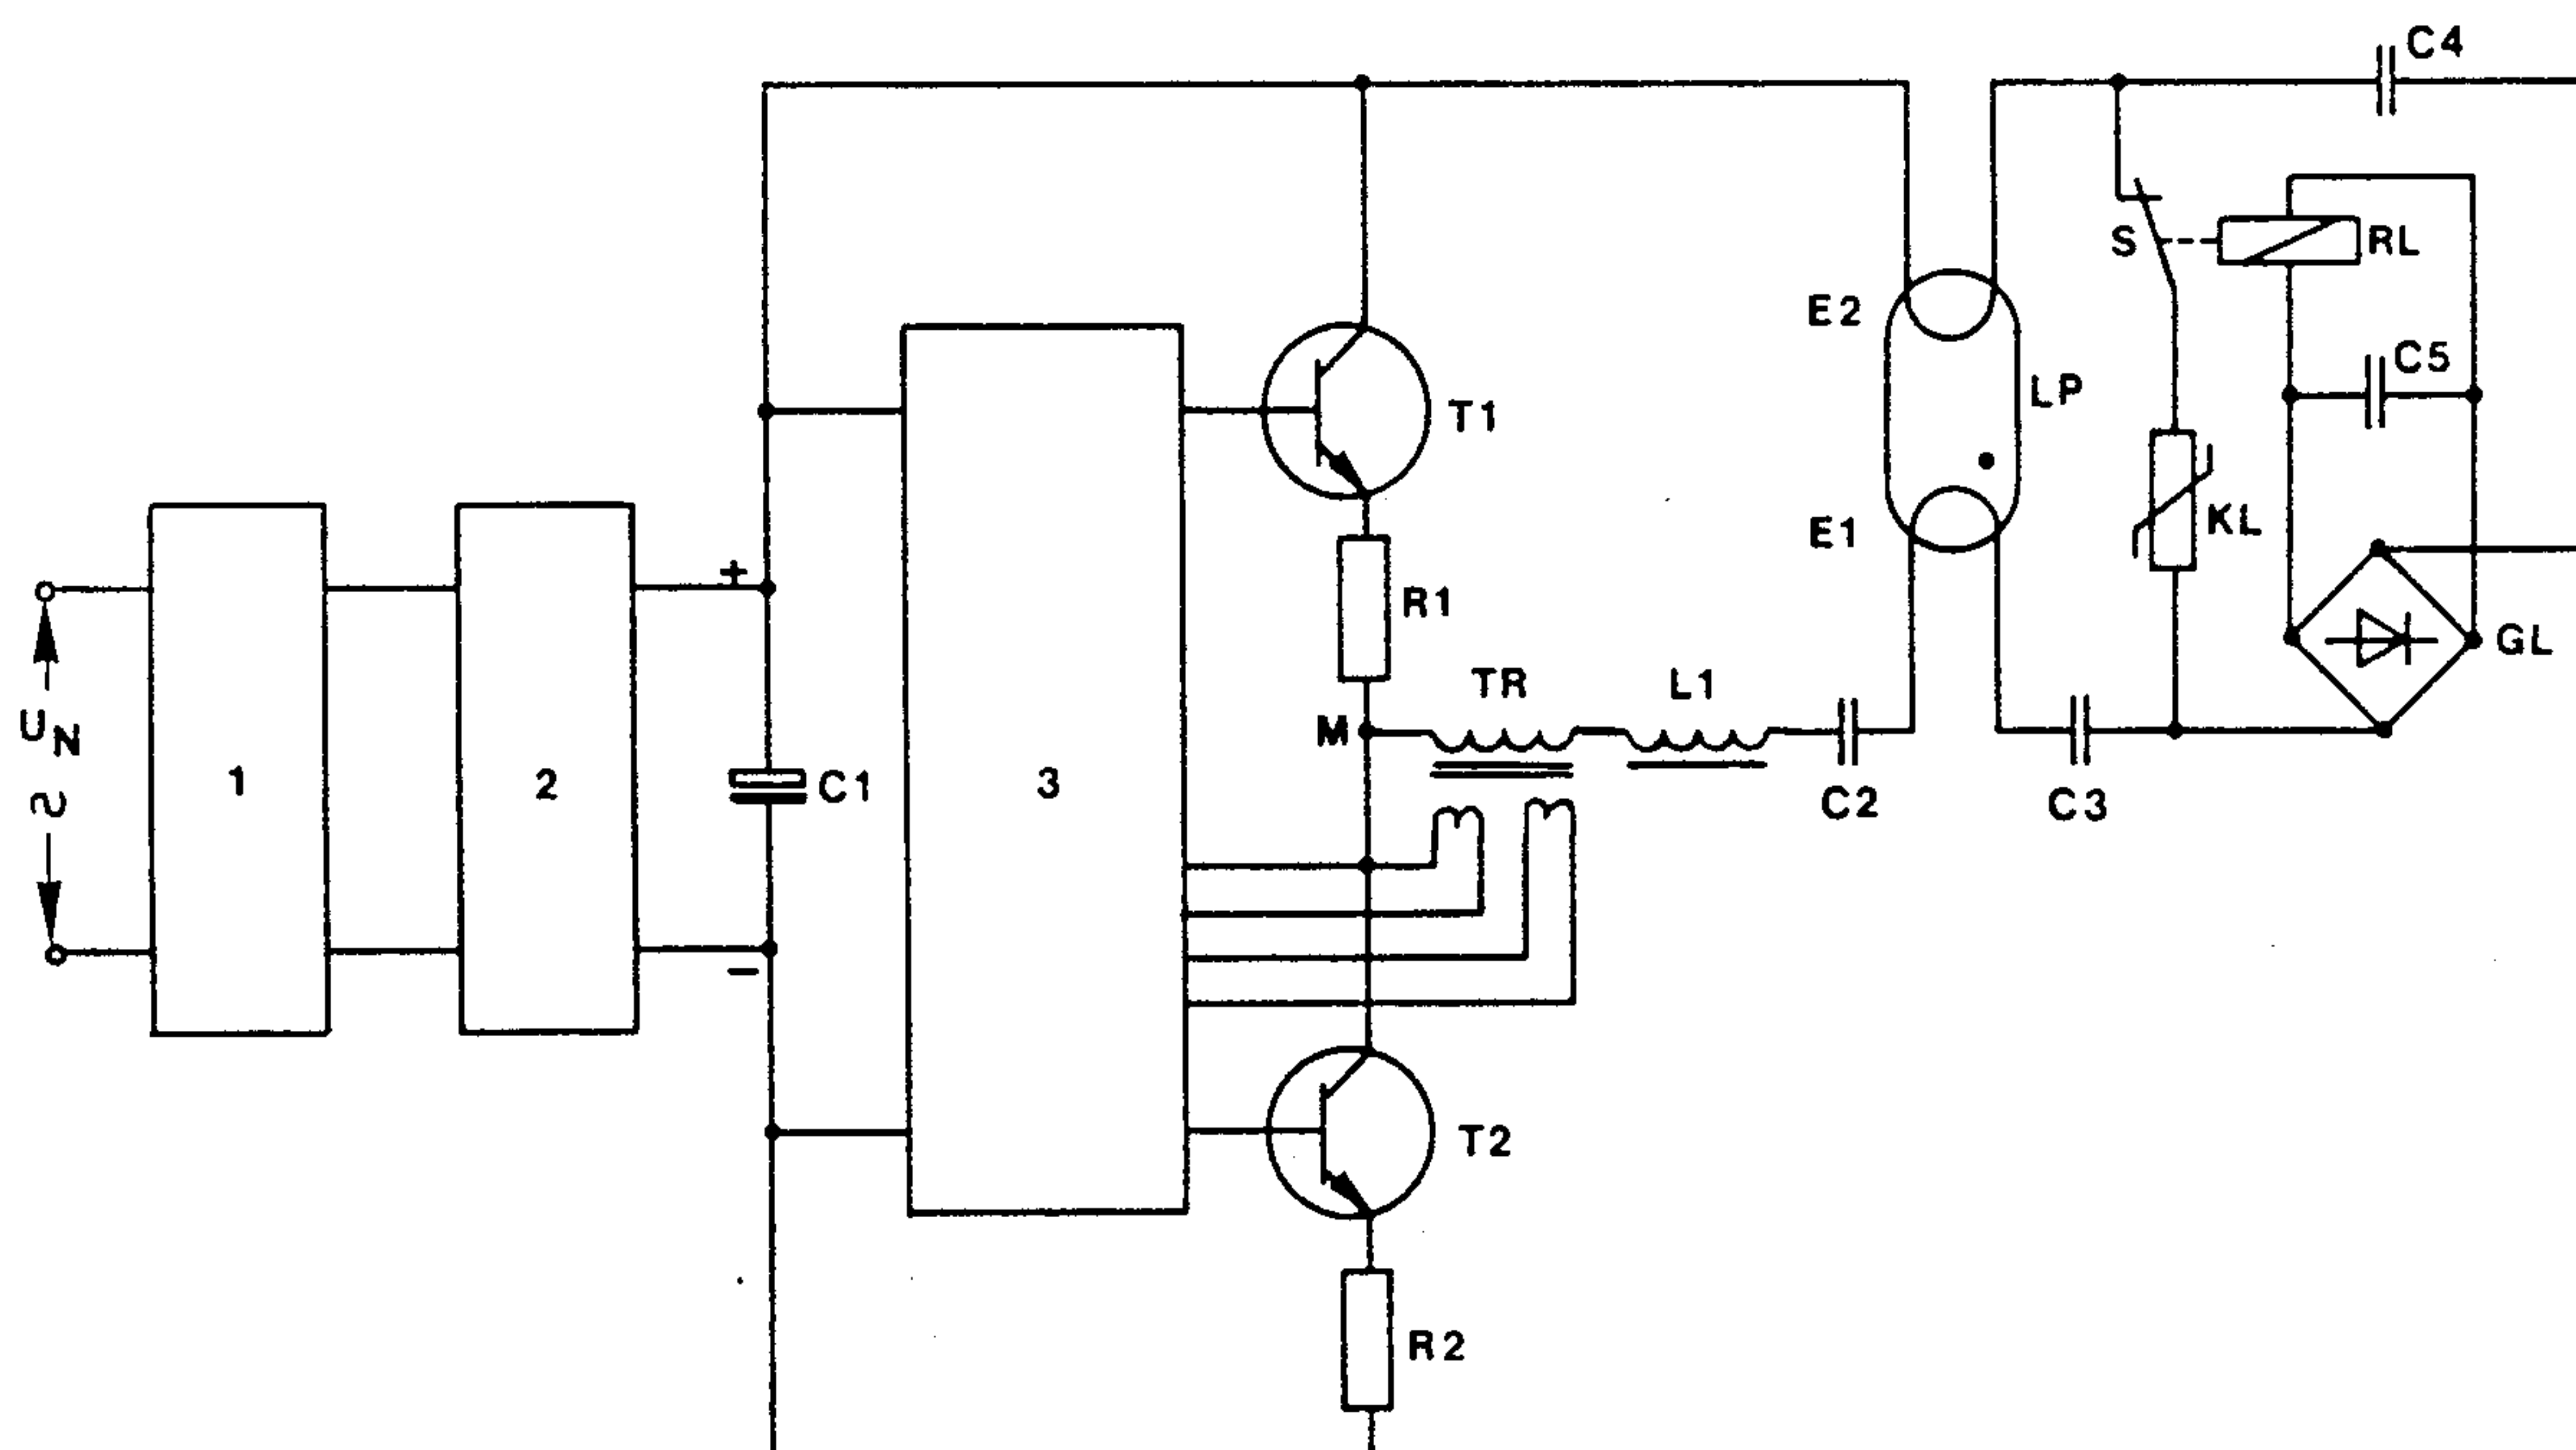 C4
S
RL
E2
C5
LP
T1
E1
KL
R1
+
GL
TR
L1
M
U N
~
1
2
C1
3
C2
C3
−
T2
R2